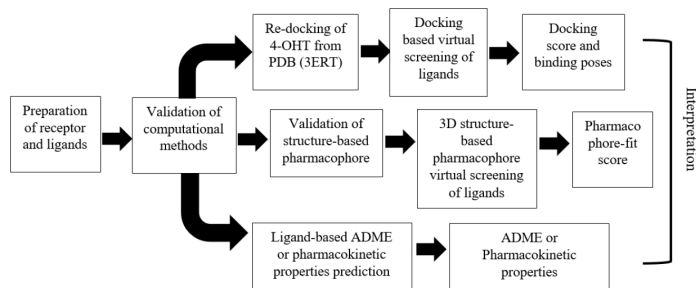 Preparation
of receptor
and ligands
Validation of
computational
methods
Re-docking of
4-OHT from
PDB (3ERT)
Docking
based virtual
screening of
ligands
Docking
score and
binding poses
Validation of
structure-based
pharmacophore
3D structure-
based
pharmacophore
virtual screening
of ligands
Pharmaco
phore-fit
score
Ligand-based ADME
or pharmacokinetic
properties prediction
ADME or
Pharmacokinetic
properties
Interpretation